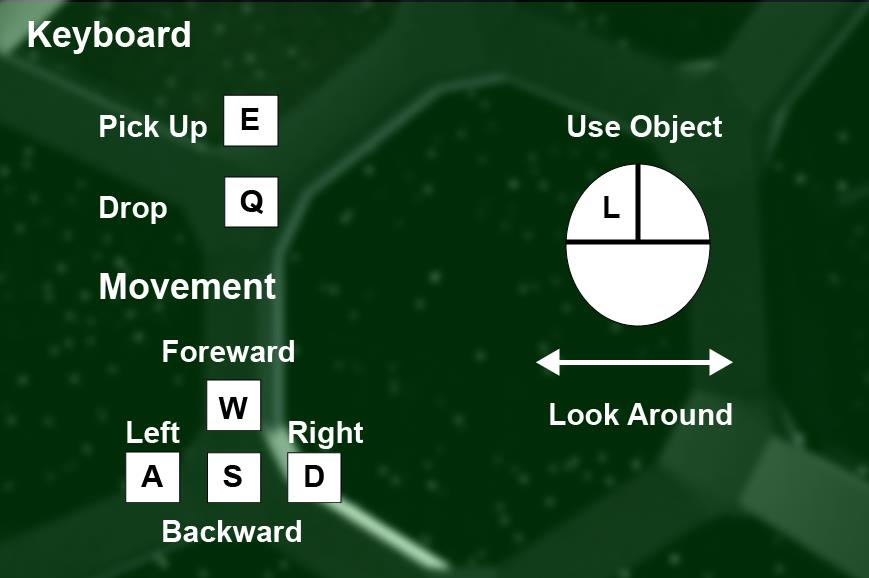 Keyboard
Pick Up E
Drop Q
Movement
Foreward
W
Left Right
A S D
Backward
Use Object
L
Look Around